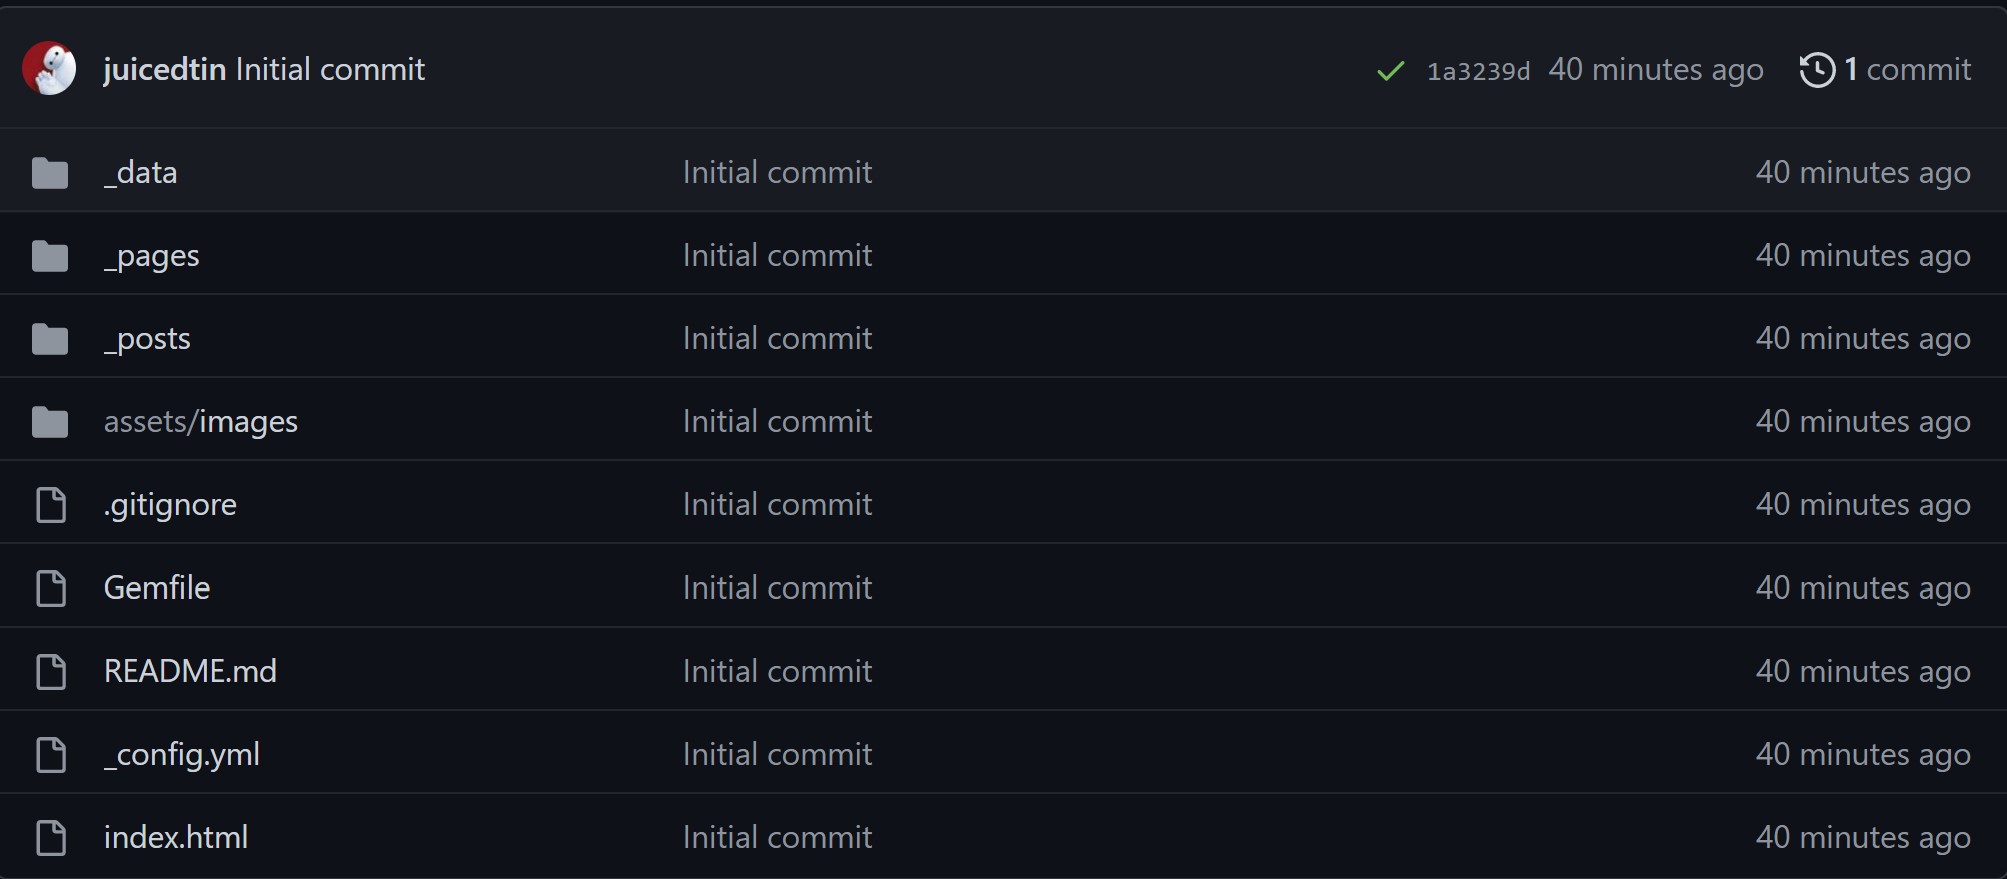 juicedtin Initial commit 1a3239d 40 minutes ago 1 commit
_data Initial commit 40 minutes ago
_pages Initial commit 40 minutes ago
_posts Initial commit 40 minutes ago
assets/images Initial commit 40 minutes ago
.gitignore Initial commit 40 minutes ago
Gemfile Initial commit 40 minutes ago
README.md Initial commit 40 minutes ago
_config.yml Initial commit 40 minutes ago
index.html Initial commit 40 minutes ago